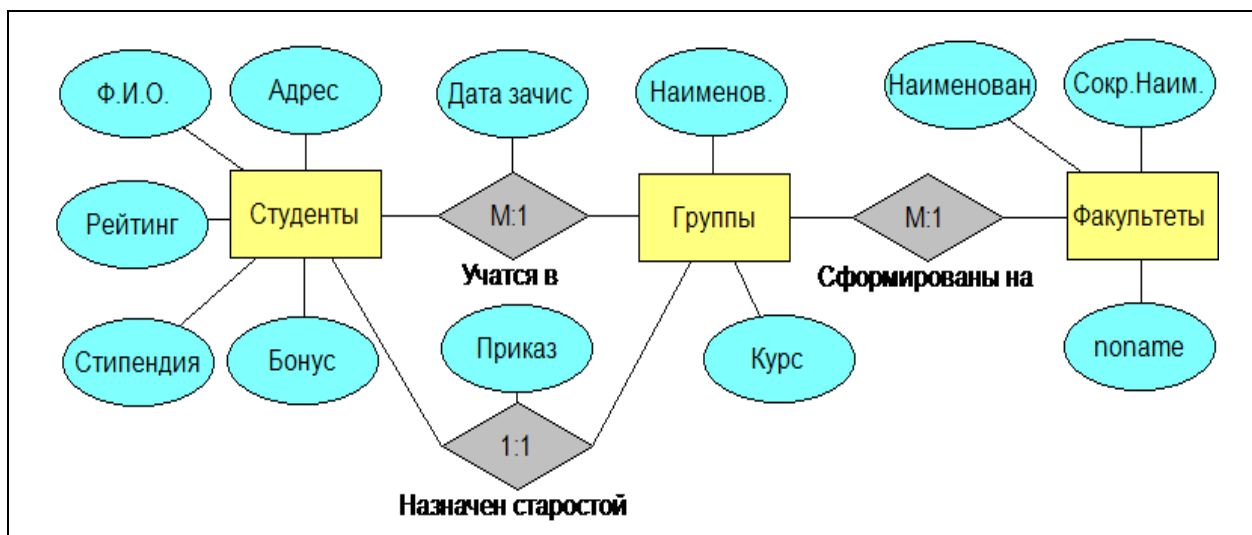 Ф.И.О.
Адрес
Дата зачис
Наименов.
Наименован
Сокр.Наим.
Рейтинг
Студенты
М:1
Группы
М:1
Факультеты
Учатся в
Сформированы на
Стипендия
Бонус
Приказ
Курс
noname
1:1
Назначен старостой